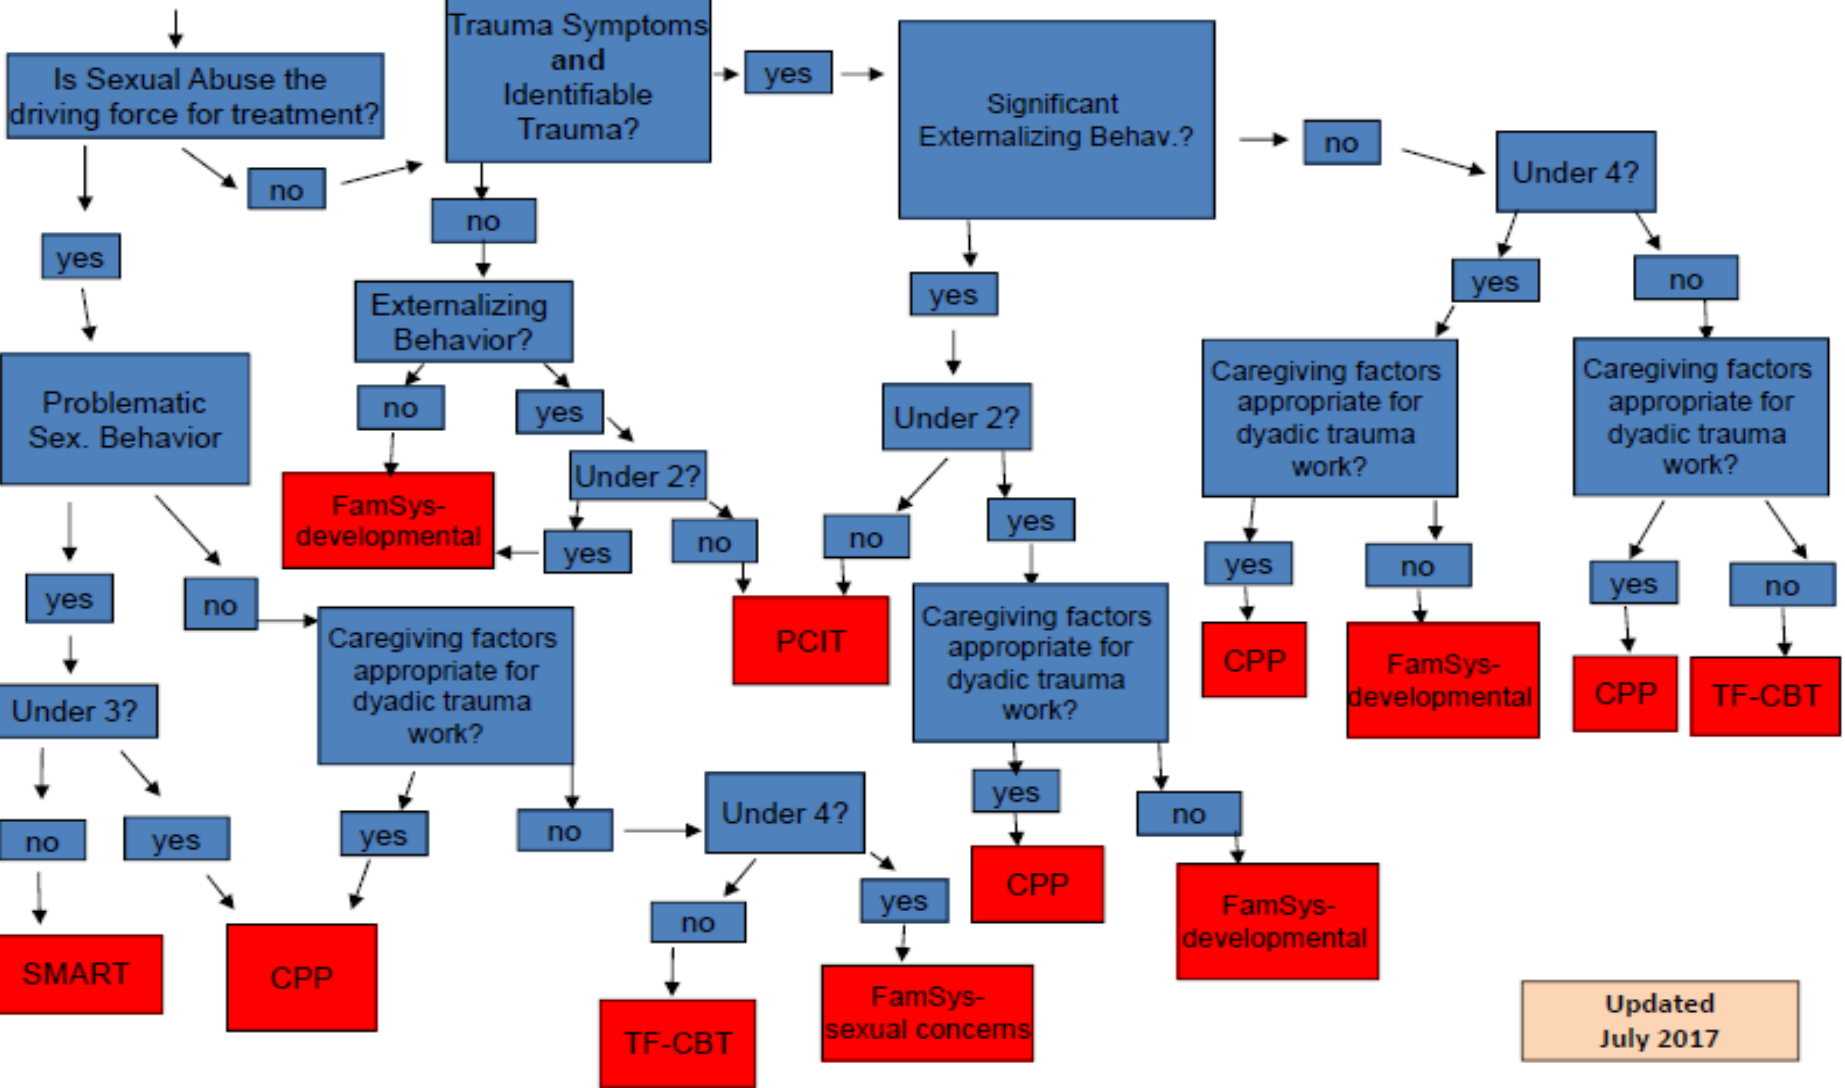 Is Sexual Abuse the
driving force for treatment?
no
yes
Problematic
Sex. Behavior
yes
no
Under 3?
no
yes
SMART
CPP
Caregiving factors
appropriate for
dyadic trauma
work?
yes
no
Under 4?
no
yes
TF-CBT
FamSys-
sexual concerns
Trauma Symptoms
and
Identifiable
Trauma?
yes
no
Externalizing
Behavior?
no
yes
FamSys-
developmental
Under 2?
yes
no
PCIT
Significant
Externalizing Behav.?
no
yes
Under 2?
no
yes
Caregiving factors
appropriate for
dyadic trauma
work?
yes
no
CPP
FamSys-
developmental
Under 4?
yes
no
Caregiving factors
appropriate for
dyadic trauma
work?
yes
no
CPP
FamSys-
developmental
Caregiving factors
appropriate for
dyadic trauma
work?
yes
no
CPP
TF-CBT
Updated
July 2017